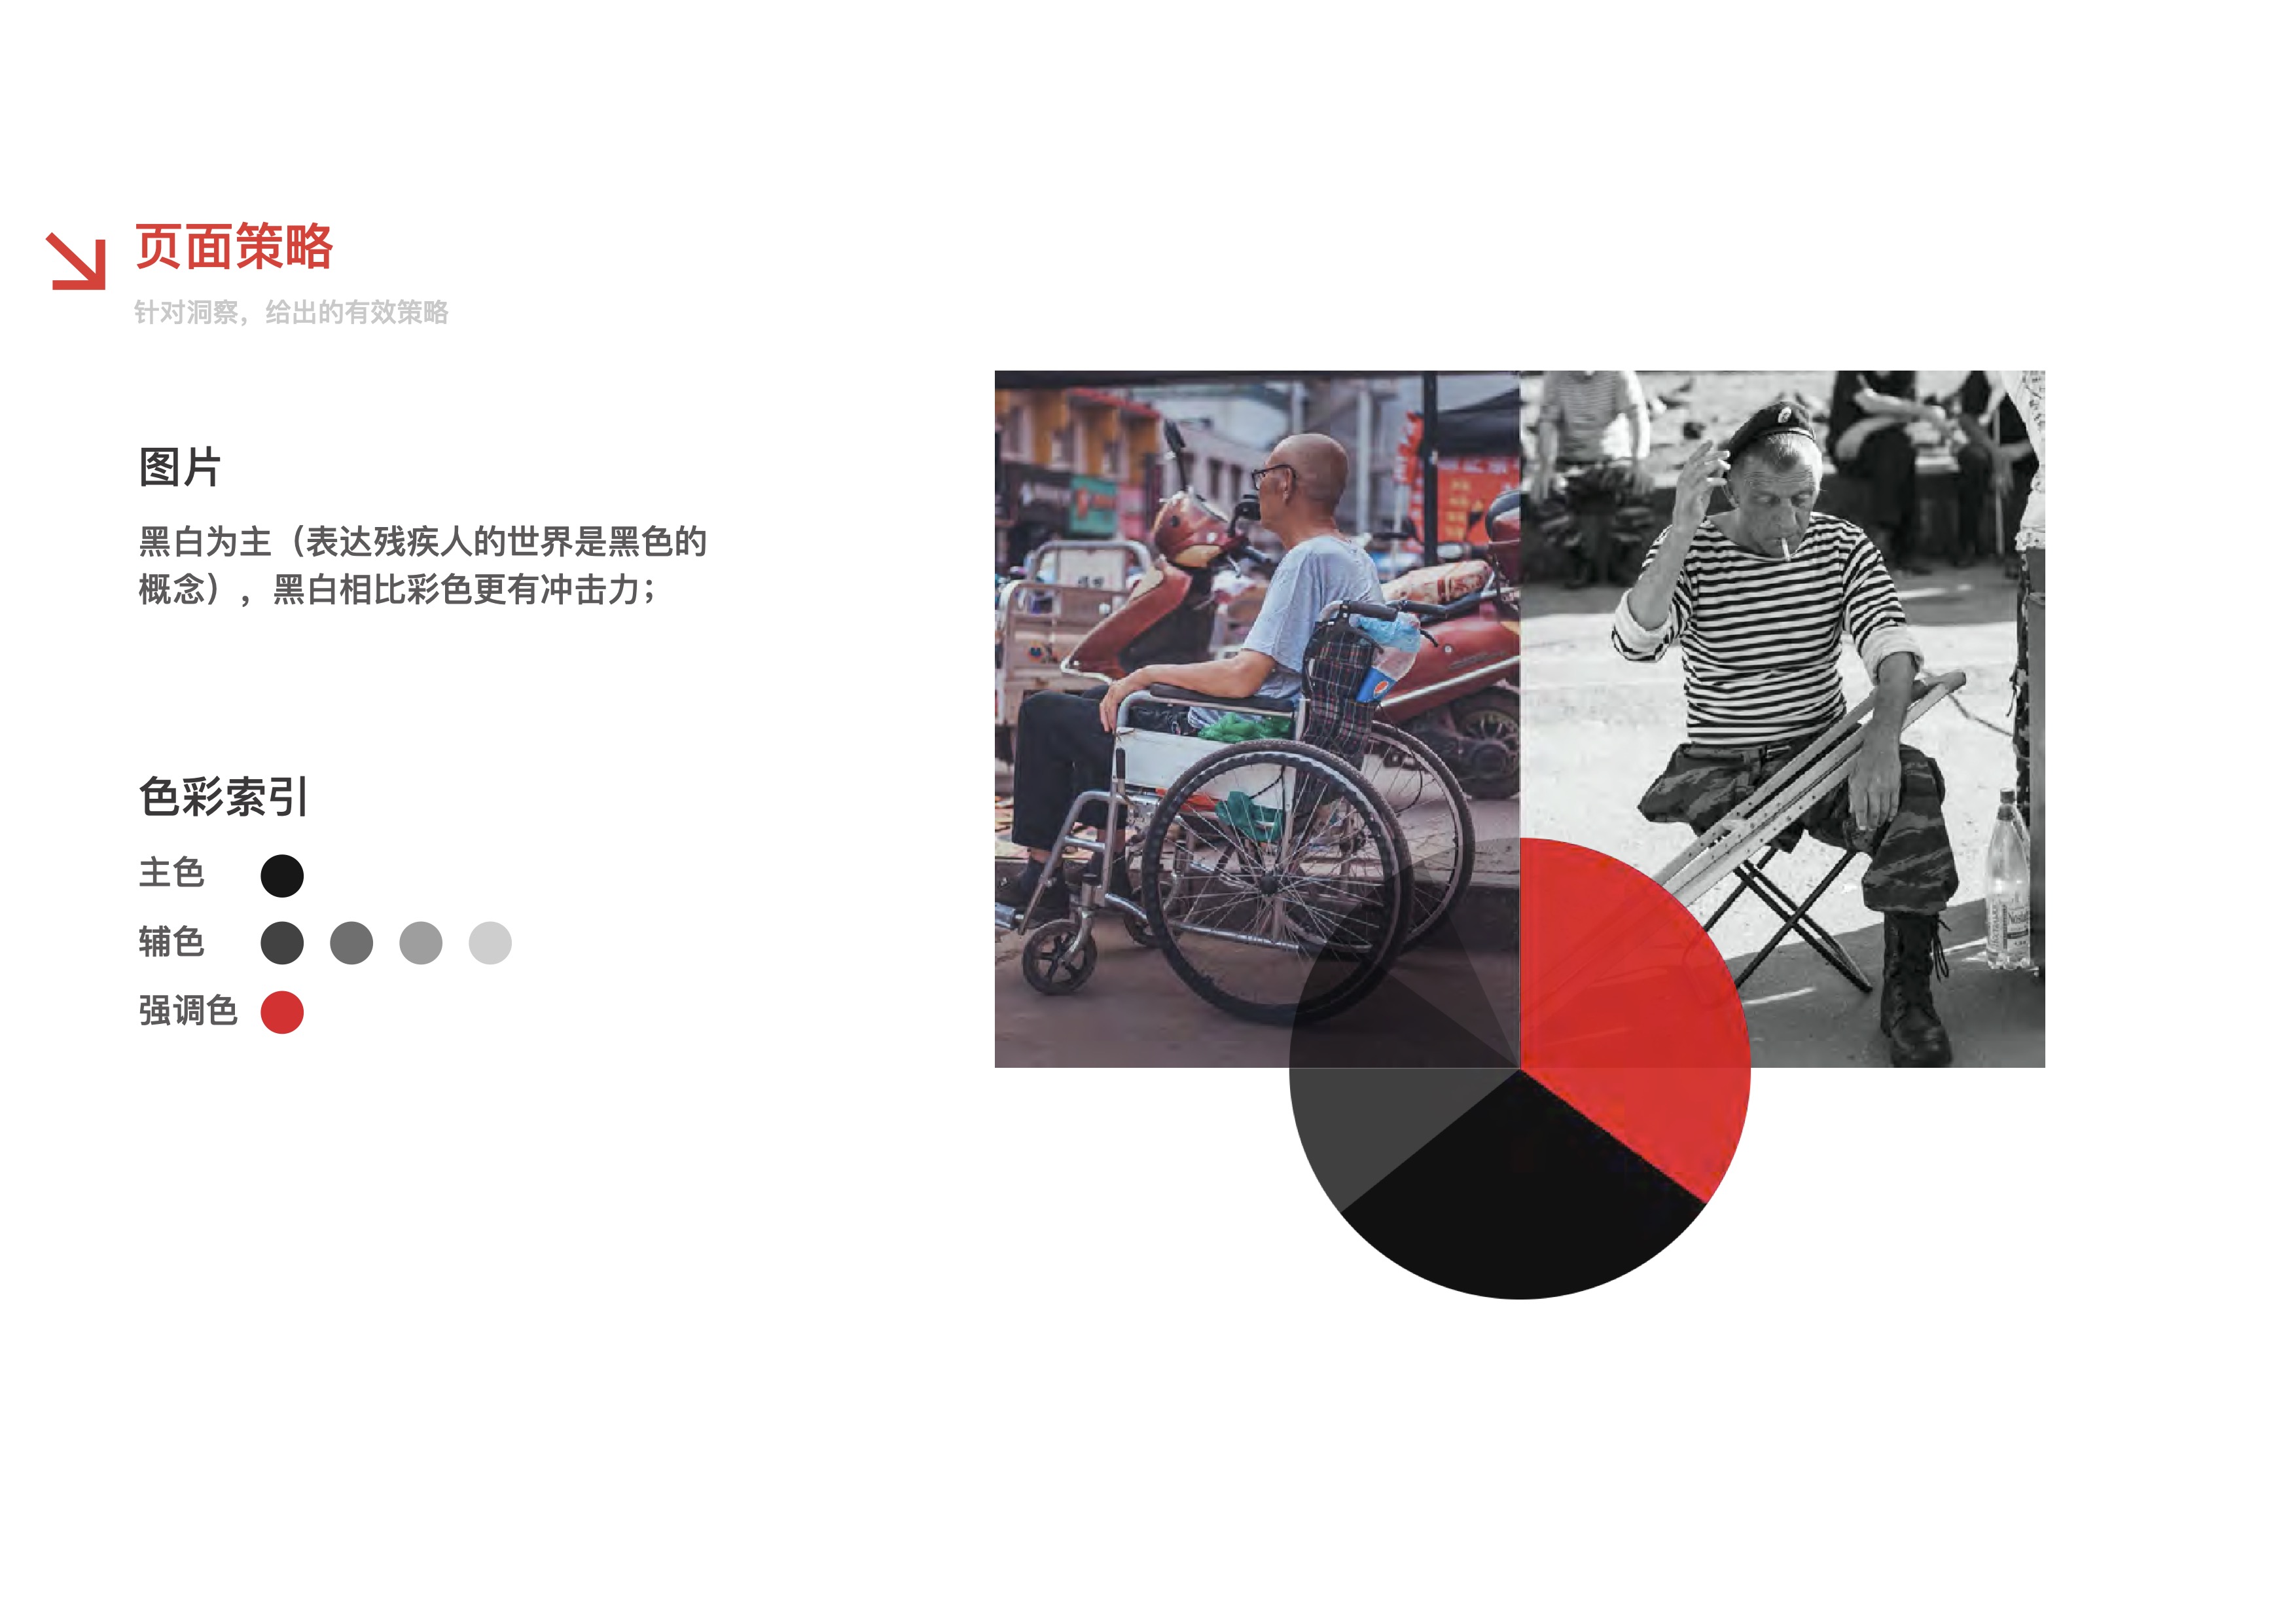 页面策略
针对洞察，给出的有效策略
图片
黑白为主（表达残疾人的世界是黑色的
概念），黑白相比彩色更有冲击力；
色彩索引
主色
辅色
强调色